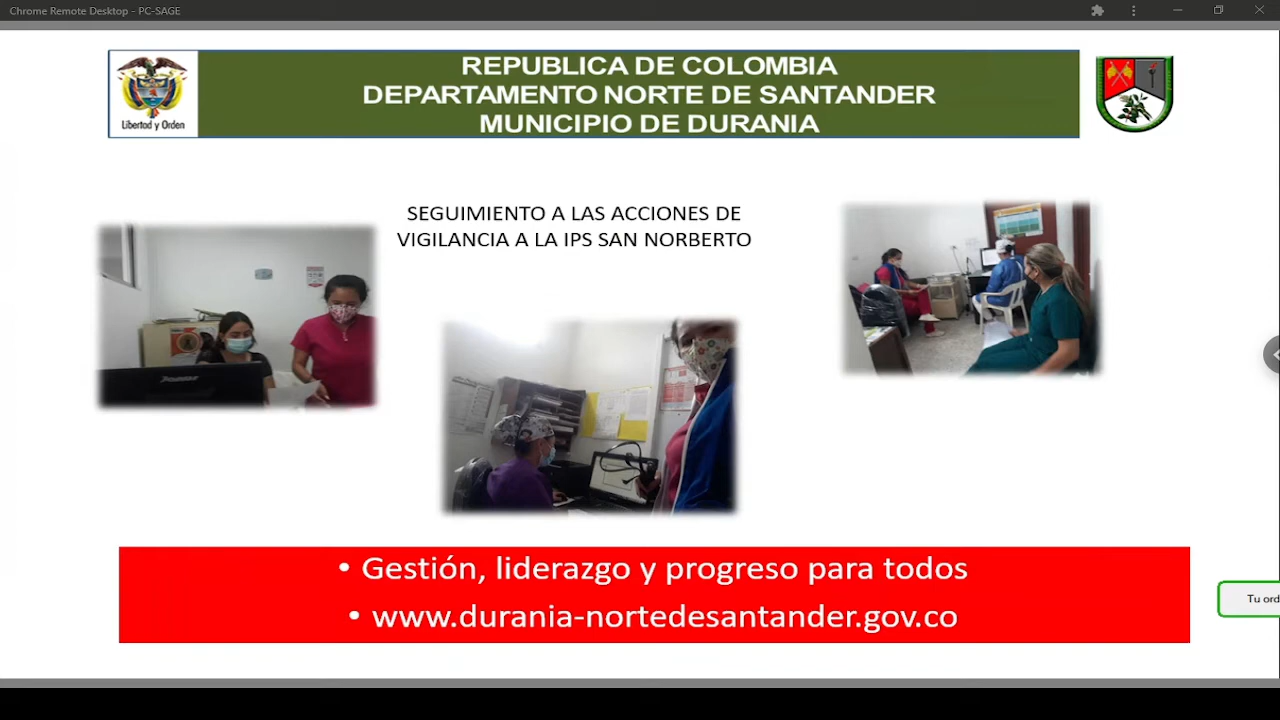 Chrome Remote Desktop - PC-SAGE
REPUBLICA DE COLOMBIA
DEPARTAMENTO NORTE DE SANTANDER
MUNICIPIO DE DURANIA
Libertad y Orden
SEGUIMIENTO A LAS ACCIONES DE
VIGILANCIA A LA IPS SAN NORBERTO
• Gestión, liderazgo y progreso para todos
• www.durania-nortedesantander.gov.co
Tu ord